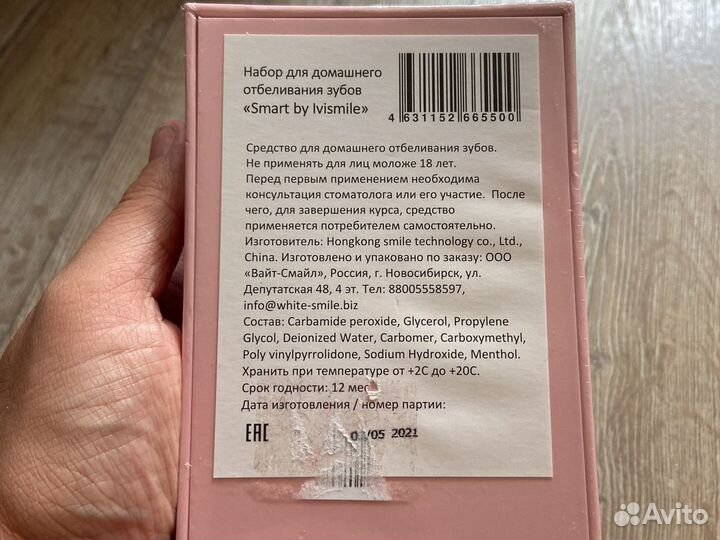 Набор для домашнего
отбеливания зубов
«Smart by Ivismile»
4 631152 665500
Средство для домашнего отбеливания зубов.
Не применять для лиц моложе 18 лет.
Перед первым применением необходима
консультация стоматолога или его участие. После
чего, для завершения курса, средство
применяется потребителем самостоятельно.
Изготовитель: Hongkong smile technology co., Ltd.,
China. Изготовлено и упаковано по заказу: ООО
«Вайт-Смайл», Россия, г. Новосибирск, ул.
Депутатская 48, 4 эт. Тел: 88005558597,
info@white-smile.biz
Состав: Carbamide peroxide, Glycerol, Propylene
Glycol, Deionized Water, Carbomer, Carboxymethyl,
Poly vinylpyrrolidone, Sodium Hydroxide, Menthol.
Хранить при температуре от +2С до +20С.
Срок годности: 12 мес
Дата изготовления / номер партии:
EAC
/05 2021
Avito